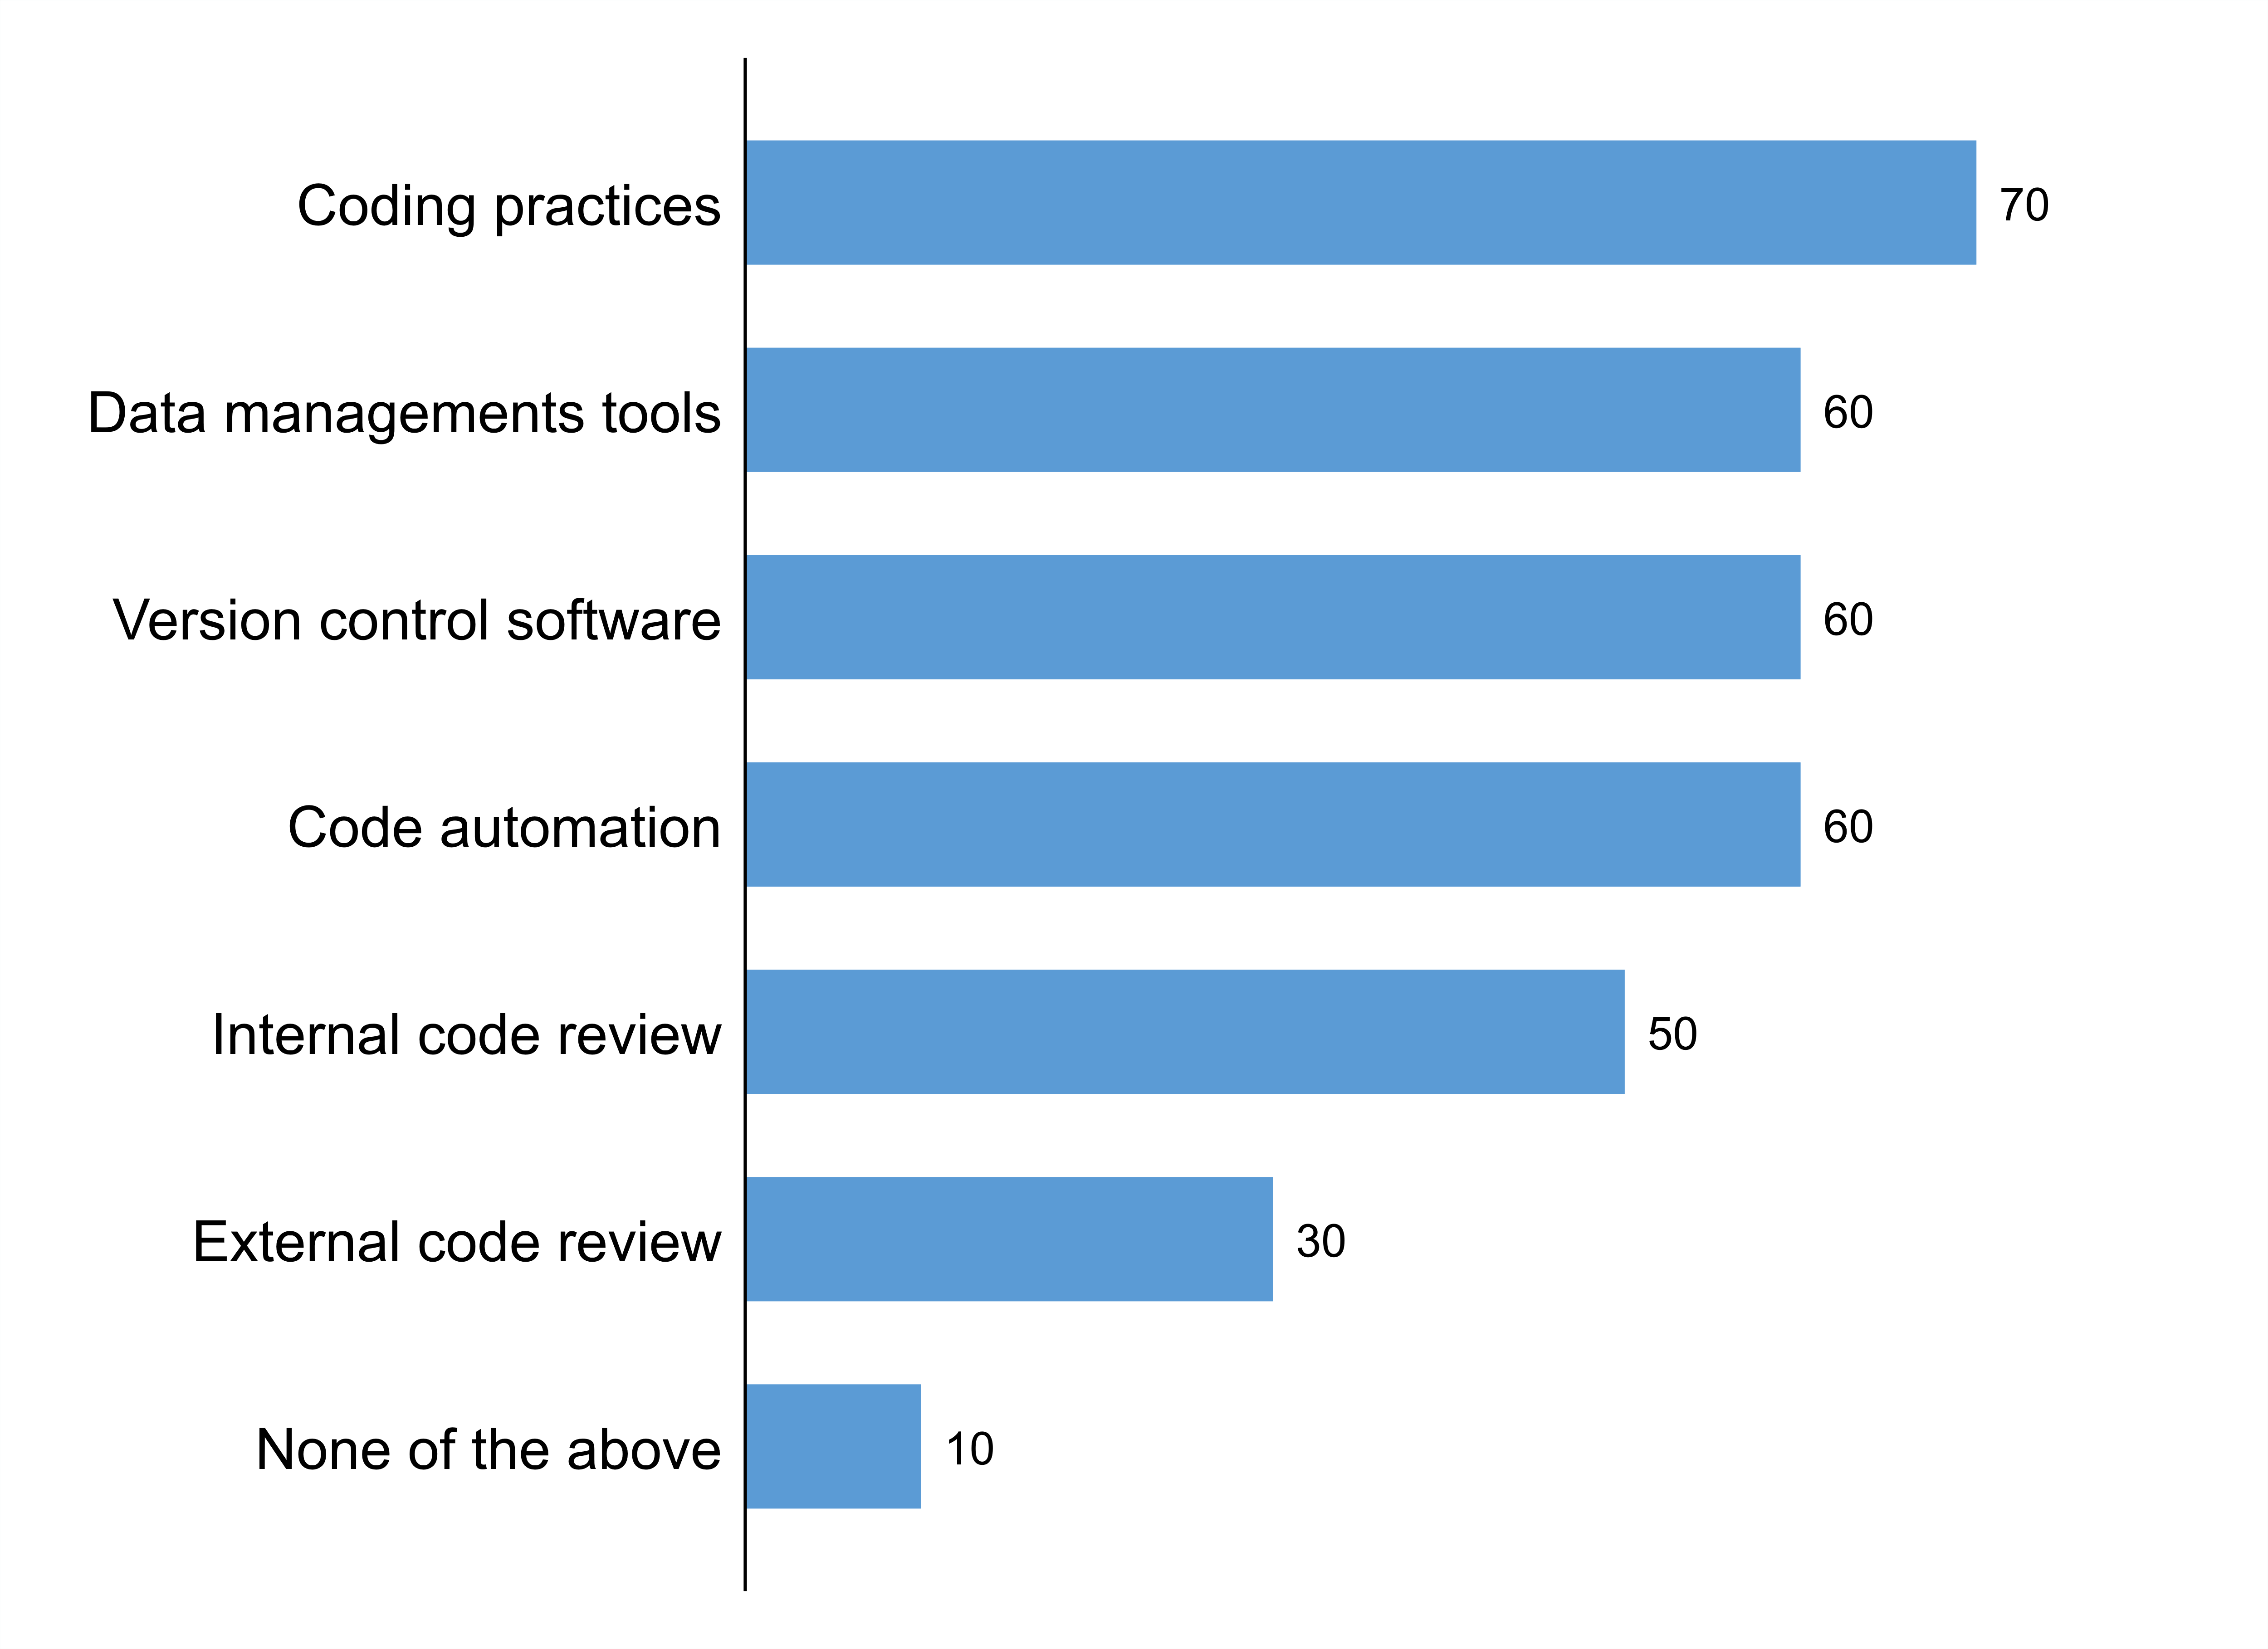 Coding practices 70
Data managements tools 60
Version control software 60
Code automation 60
Internal code review 50
External code review 30
None of the above 10